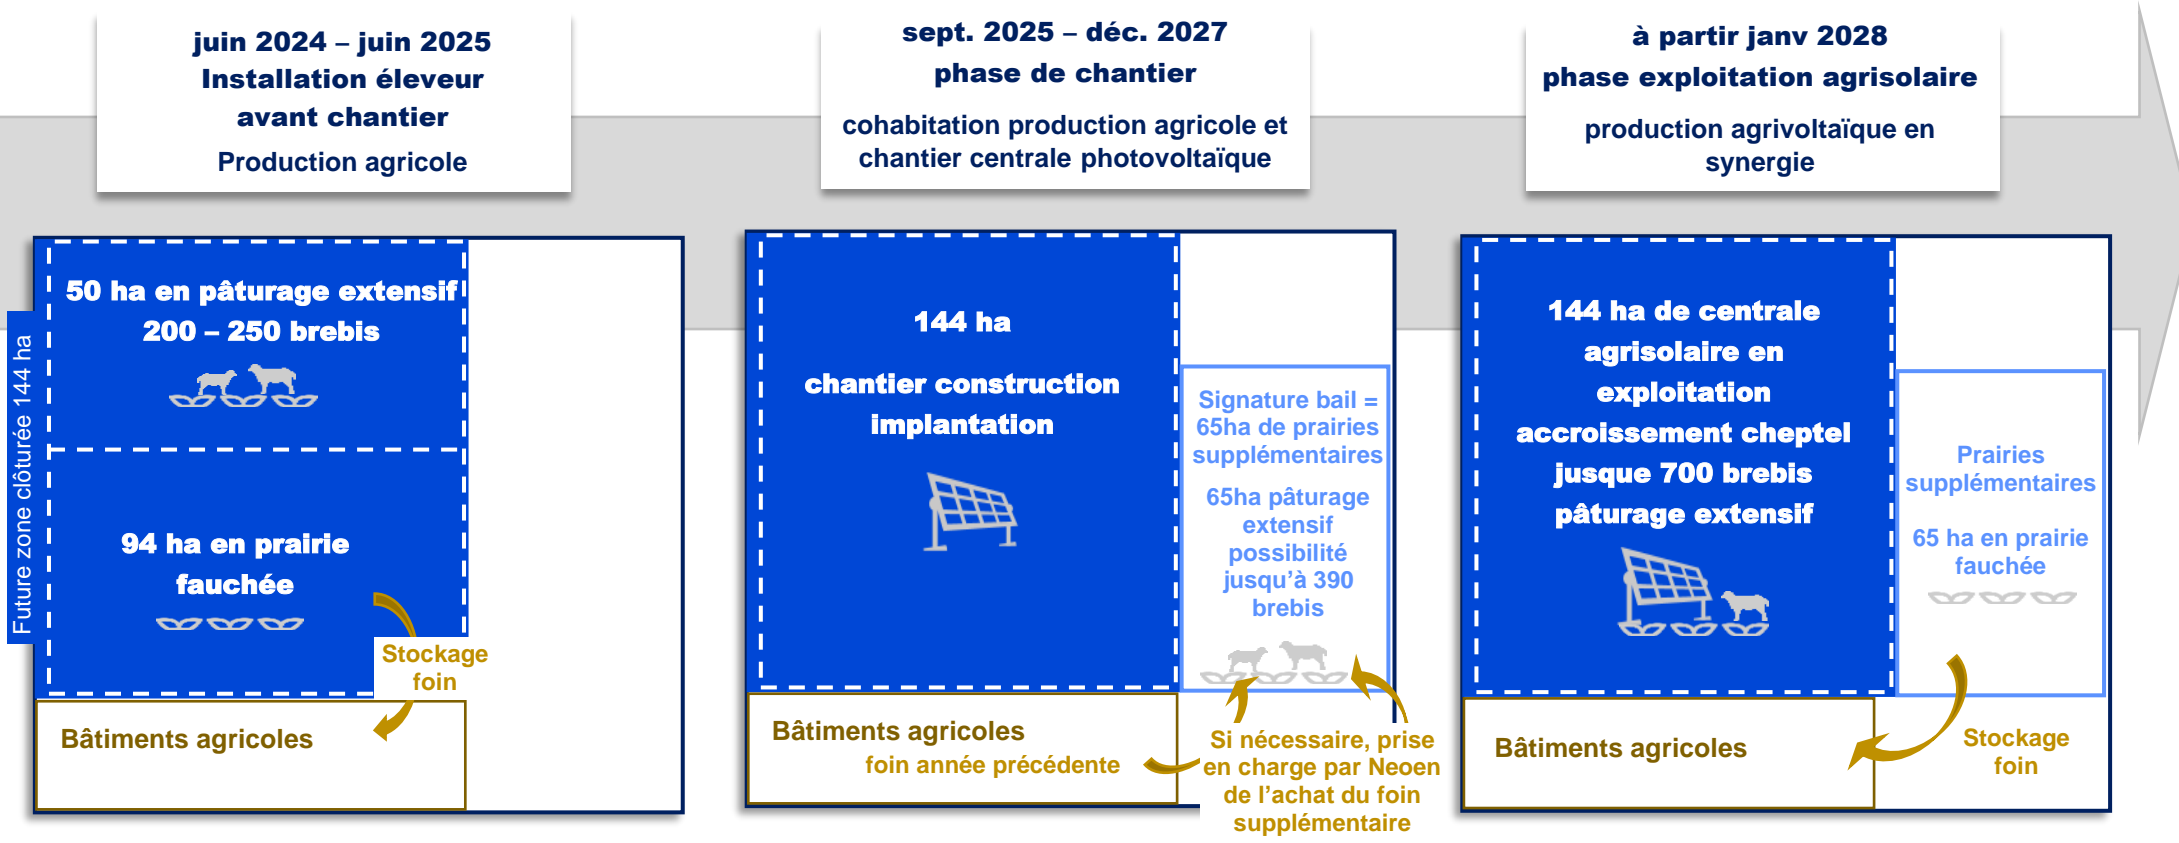 juin 2024 – juin 2025
Installation éleveur
avant chantier
Production agricole
sept. 2025 – déc. 2027
phase de chantier
cohabitation production agricole et
chantier centrale photovoltaïque
à partir janv 2028
phase exploitation agrisolaire
production agrivoltaïque en
synergie
Future zone clôturée 144 ha
50 ha en pâturage extensif
200 – 250 brebis
94 ha en prairie
fauchée
Stockage
foin
Bâtiments agricoles
144 ha
chantier construction
implantation
Signature bail =
65ha de prairies
supplémentaires
65ha pâturage
extensif
possibilité
jusqu’à 390
brebis
Bâtiments agricoles
foin année précédente
Si nécessaire, prise
en charge par Neoen
de l’achat du foin
supplémentaire
144 ha de centrale
agrisolaire en
exploitation
accroissement cheptel
jusque 700 brebis
pâturage extensif
Prairies
supplémentaires
65 ha en prairie
fauchée
Bâtiments agricoles
Stockage
foin